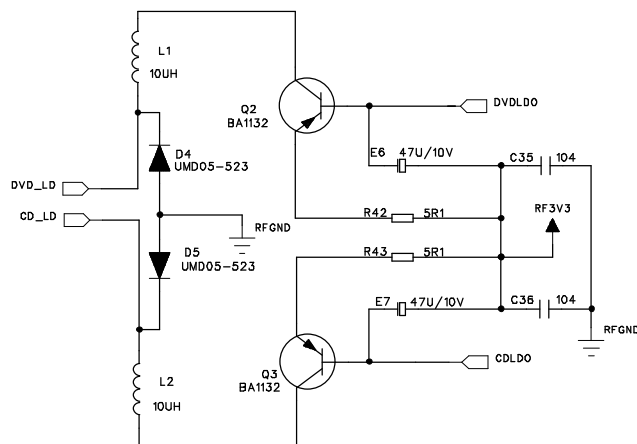 L1
10UH
Q2
BA1132
DVDLDO
D4
UMD05-523
E6 47U/10V
C35 104
DVD_LD
CD_LD
RFGND
R42 5R1
RF3V3
D5
UMD05-523
R43 5R1
E7 47U/10V
C36 104
RFGND
L2
10UH
Q3
BA1132
CDLDO